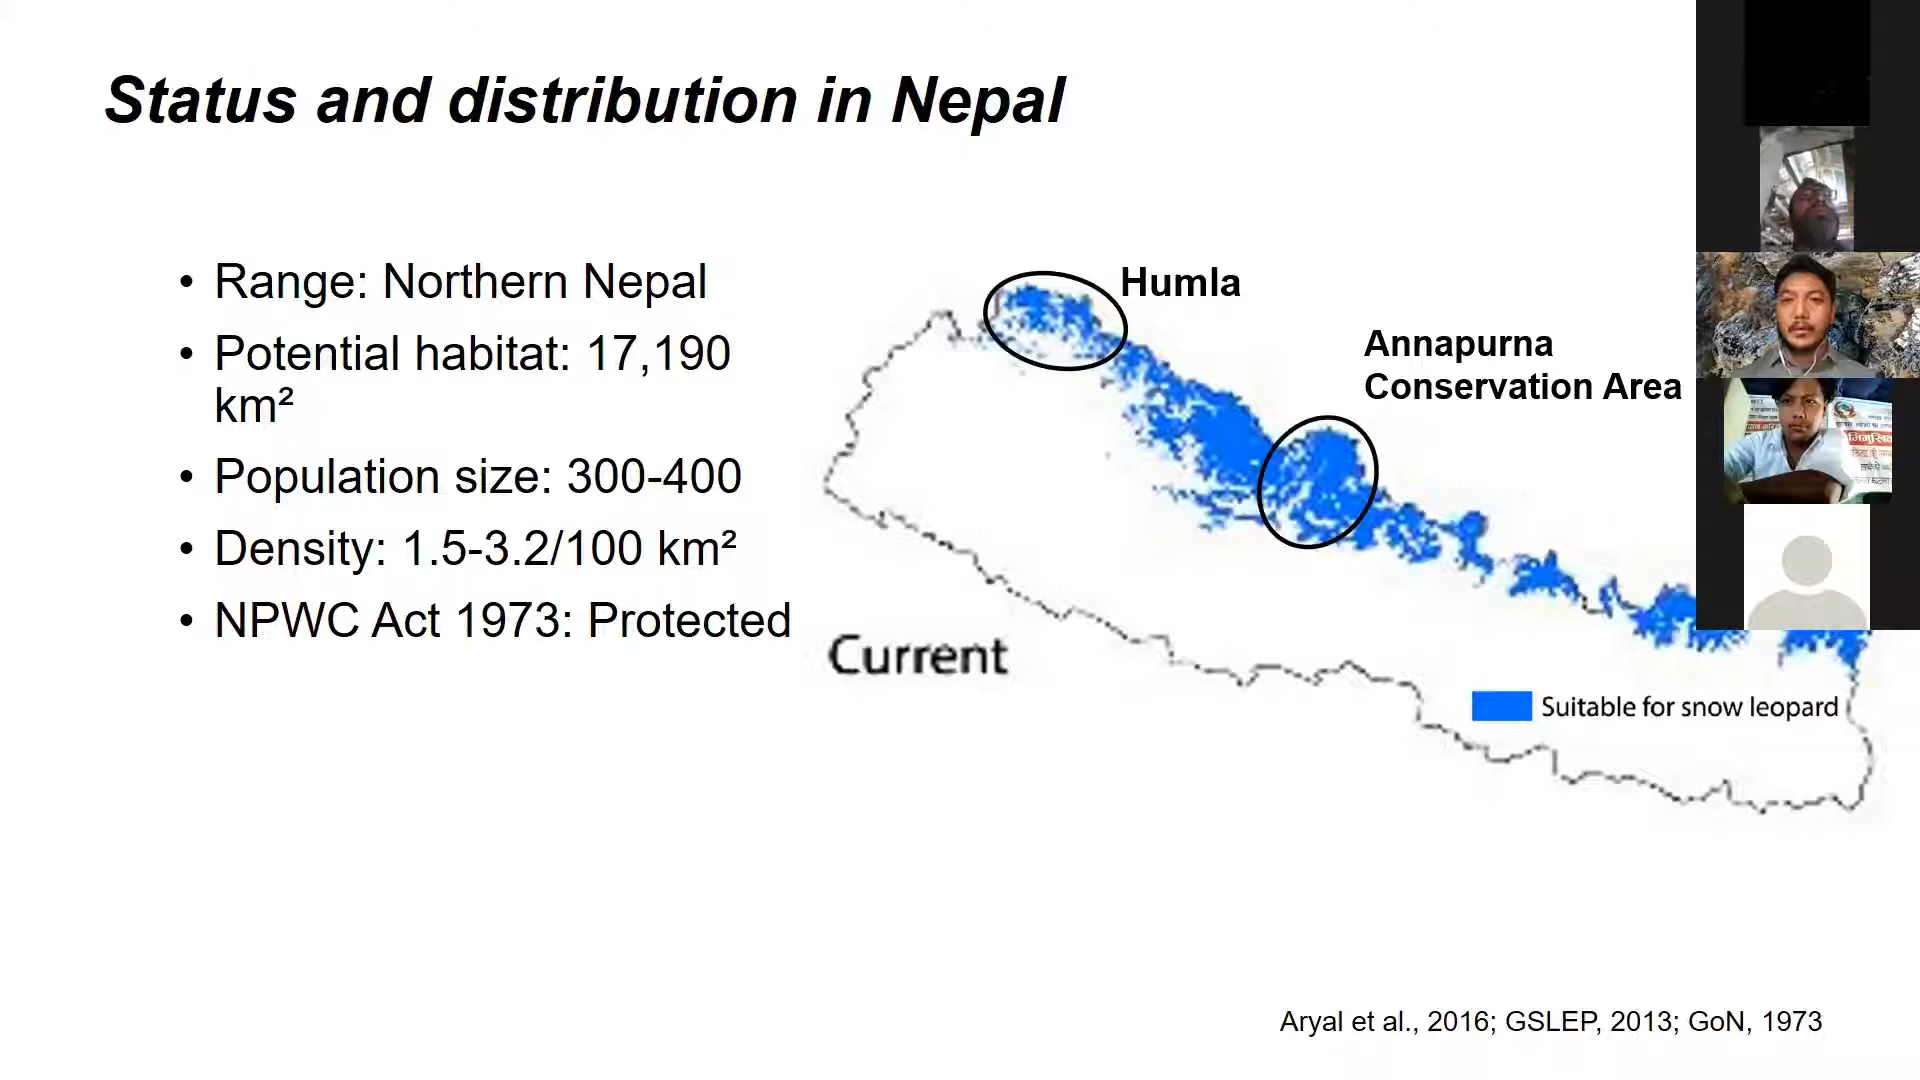 Status and distribution in Nepal
• Range: Northern Nepal
• Potential habitat: 17,190
km²
• Population size: 300-400
• Density: 1.5-3.2/100 km²
• NPWC Act 1973: Protected
Humla
Annapurna
Conservation Area
Current
Suitable for snow leopard
Aryal et al., 2016; GSLEP, 2013; GoN, 1973